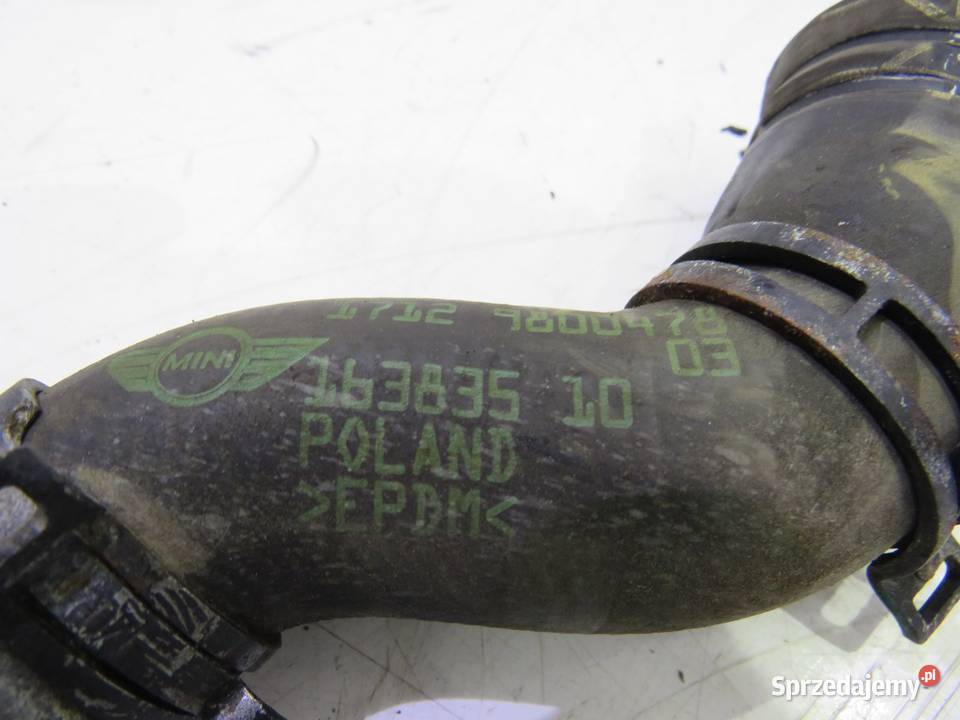 1712 9800478
03
MINI
163835 10
POLAND
>EPDM<
Sprzedajemy.pl